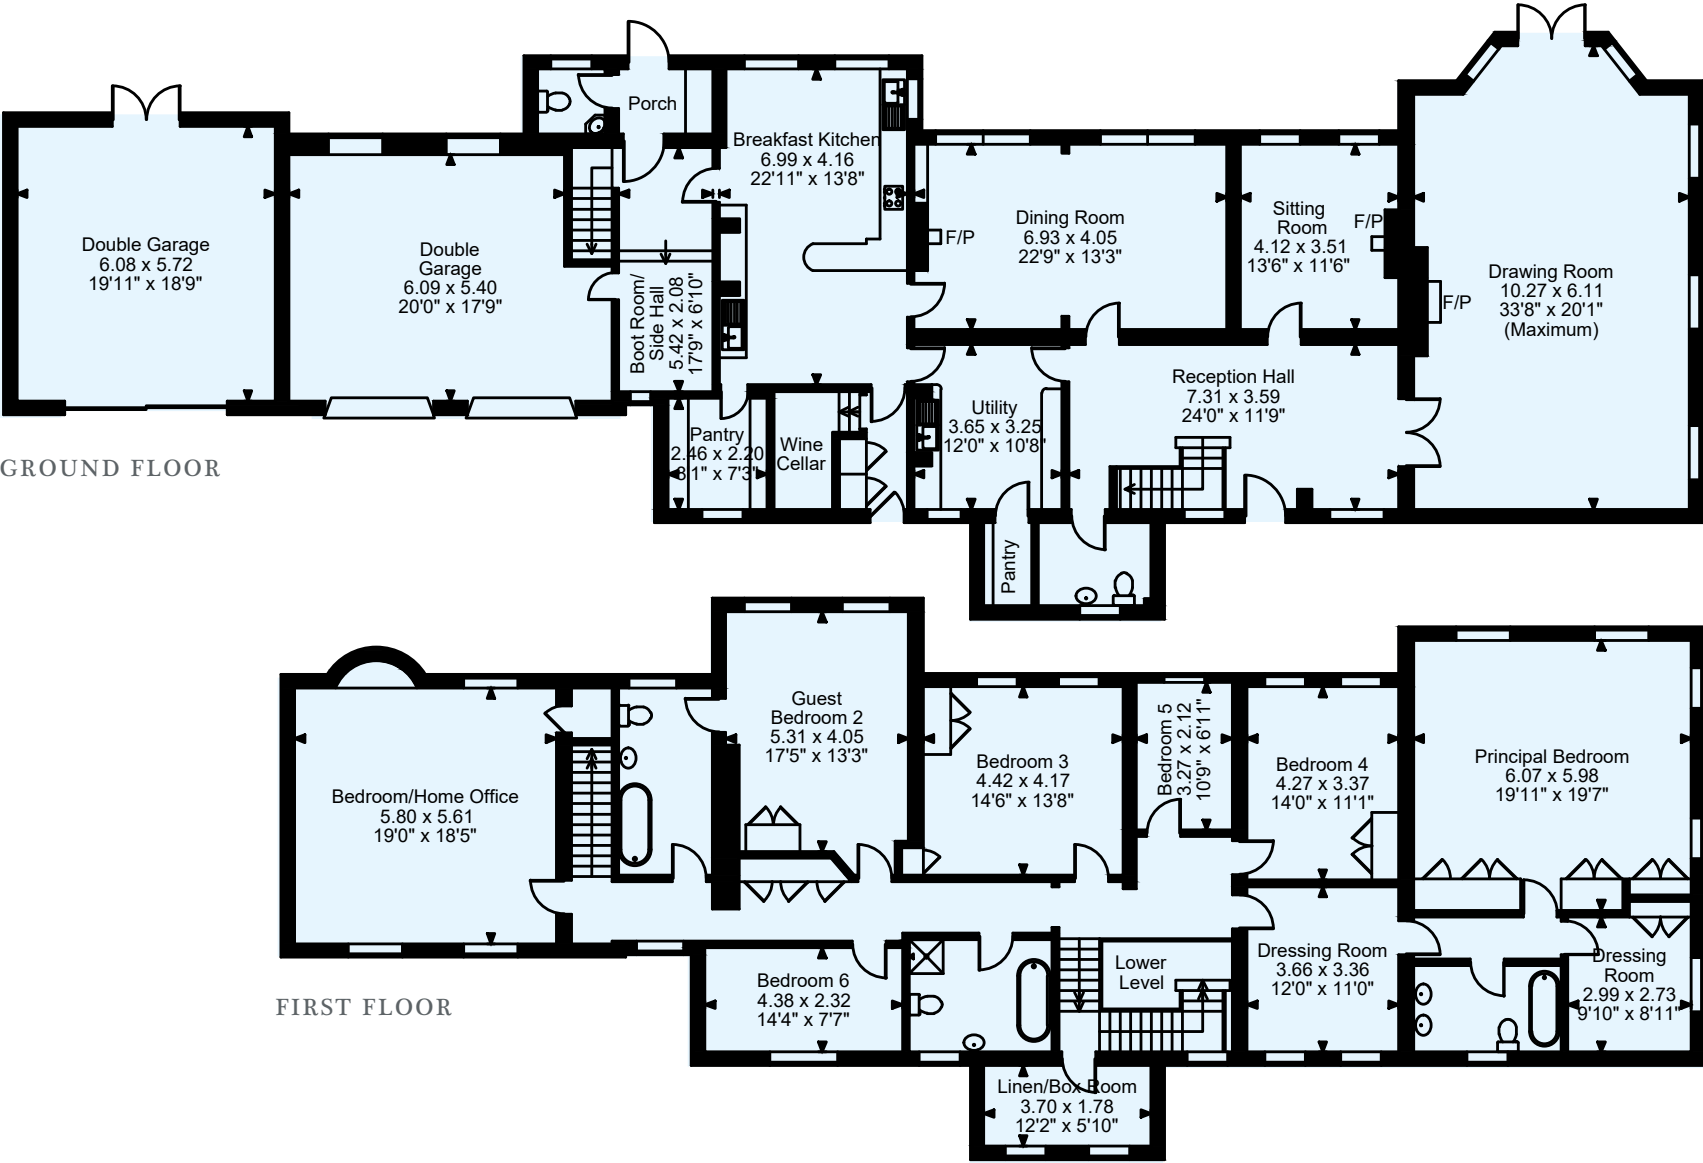 Porch
Breakfast Kitchen
6.99 x 4.16
22'11" x 13'8"
Double Garage
6.08 x 5.72
19'11" x 18'9"
Double
Garage
6.09 x 5.40
20'0" x 17'9"
Boot Room/
Side Hall
5.42 x 2.08
17'9" x 6'10"
F/P
Dining Room
6.93 x 4.05
22'9" x 13'3"
Sitting
Room
4.12 x 3.51
13'6" x 11'6"
F/P
F/P
Drawing Room
10.27 x 6.11
33'8" x 20'1"
(Maximum)
Reception Hall
7.31 x 3.59
24'0" x 11'9"
Utility
3.65 x 3.25
12'0" x 10'8"
Pantry
2.46 x 2.20
8'1" x 7'3"
Wine
Cellar
Pantry
GROUND FLOOR
Guest
Bedroom 2
5.31 x 4.05
17'5" x 13'3"
Bedroom 3
4.42 x 4.17
14'6" x 13'8"
Bedroom 5
3.27 x 2.12
10'9" x 6'11"
Bedroom 4
4.27 x 3.37
14'0" x 11'1"
Principal Bedroom
6.07 x 5.98
19'11" x 19'7"
Bedroom/Home Office
5.80 x 5.61
19'0" x 18'5"
Bedroom 6
4.38 x 2.32
14'4" x 7'7"
Lower
Level
Dressing Room
3.66 x 3.36
12'0" x 11'0"
Dressing
Room
2.99 x 2.73
9'10" x 8'11"
Linen/Box Room
3.70 x 1.78
12'2" x 5'10"
FIRST FLOOR